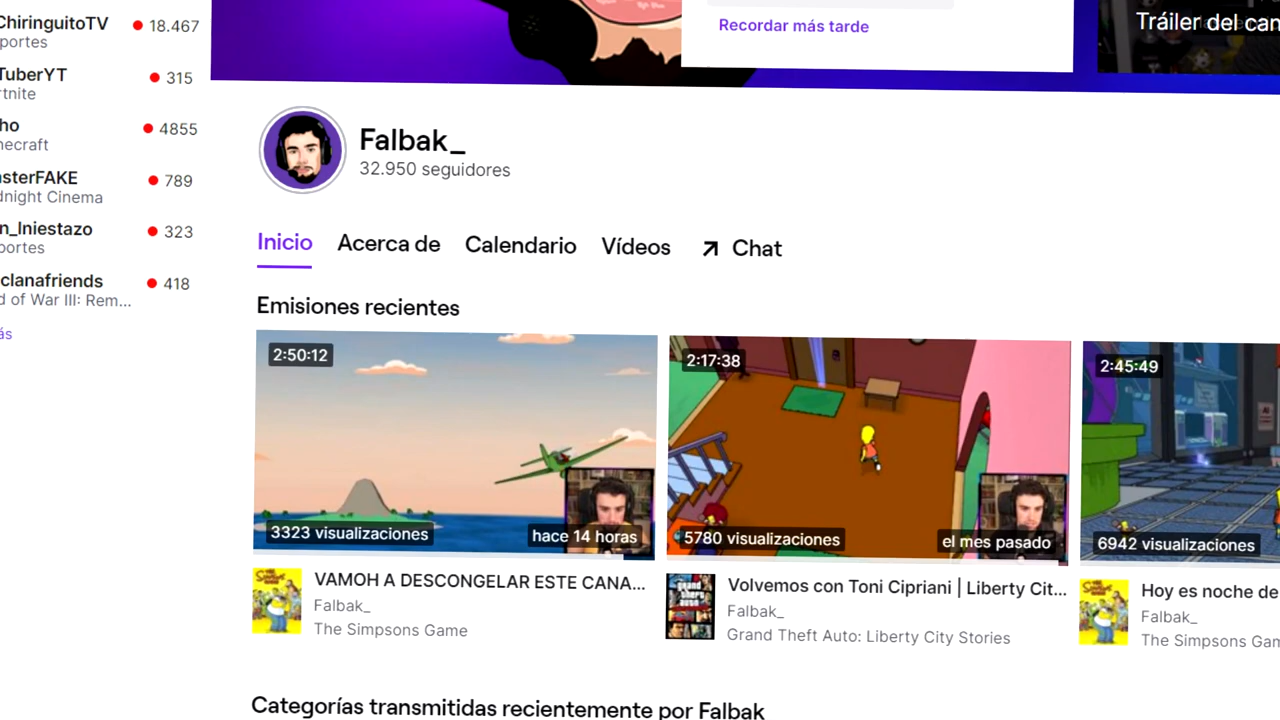 ChiringuitoTV
18.467
portes
TuberYT
315
rtnite
ho
4855
necraft
asterFAKE
789
dnight Cinema
n_Iniestazo
323
portes
clanafriends
418
d of War III: Rem...
ás
Recordar más tarde
Tráiler del can
Falbak_
32.950 seguidores
Inicio
Acerca de
Calendario
Vídeos
Chat
Emisiones recientes
2:50:12
3323 visualizaciones
hace 14 horas
VAMOH A DESCONGELAR ESTE CANA...
Falbak_
The Simpsons Game
2:17:38
5780 visualizaciones
el mes pasado
Volvemos con Toni Cipriani | Liberty Cit...
Falbak_
Grand Theft Auto: Liberty City Stories
2:45:49
6942 visualizaciones
Hoy es noche de
Falbak_
The Simpsons Gam
Categorías transmitidas recientemente por Falbak